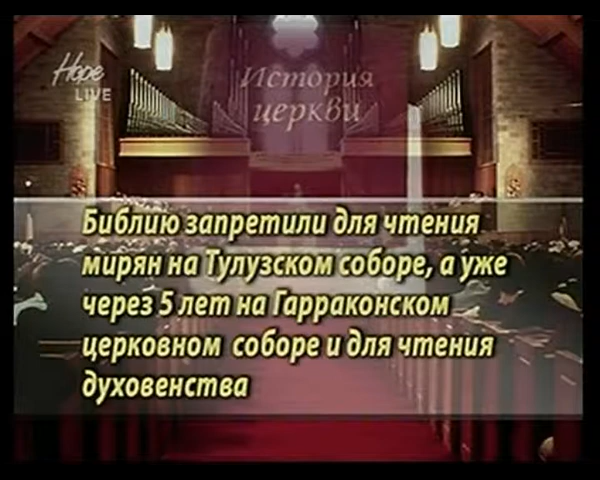 Hope
LIVE
История
церкви
Библию запретили для чтения
мирян на Тулузском соборе, а уже
через 5 лет на Гарраконском
церковном соборе и для чтения
духовенства